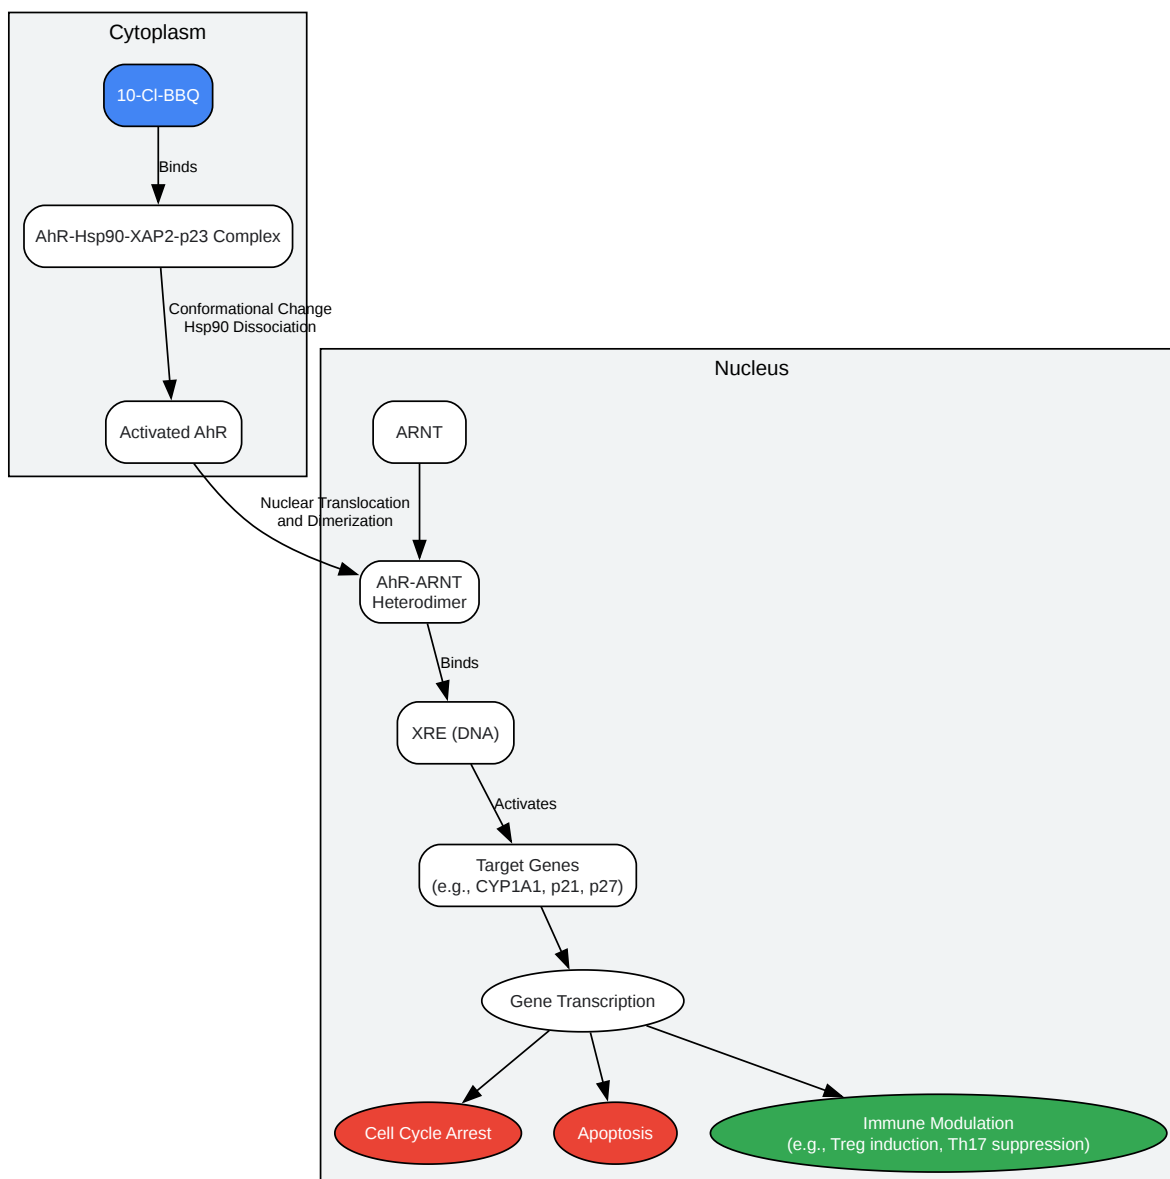 Cytoplasm
10-Cl-BBQ
Binds
AhR-Hsp90-XAP2-p23 Complex
Conformational Change
Hsp90 Dissociation
Activated AhR
Nucleus
ARNT
Nuclear Translocation
and Dimerization
AhR-ARNT
Heterodimer
Binds
XRE (DNA)
Activates
Target Genes
(e.g., CYP1A1, p21, p27)
Gene Transcription
Cell Cycle Arrest
Apoptosis
Immune Modulation
(e.g., Treg induction, Th17 suppression)